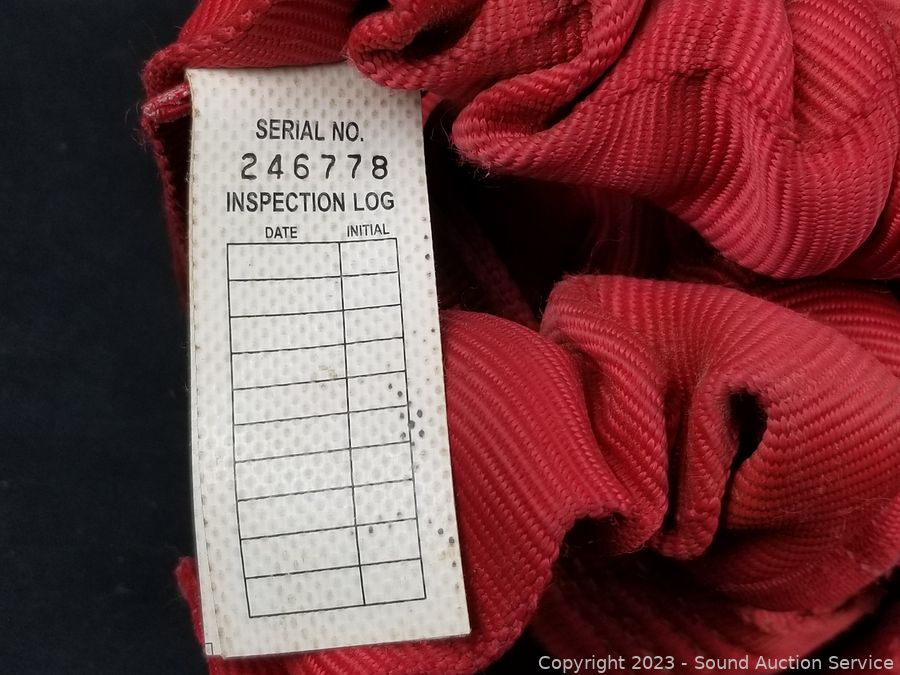 SERIAL NO.
246778
INSPECTION LOG
DATE INITIAL
Copyright 2023 - Sound Auction Service